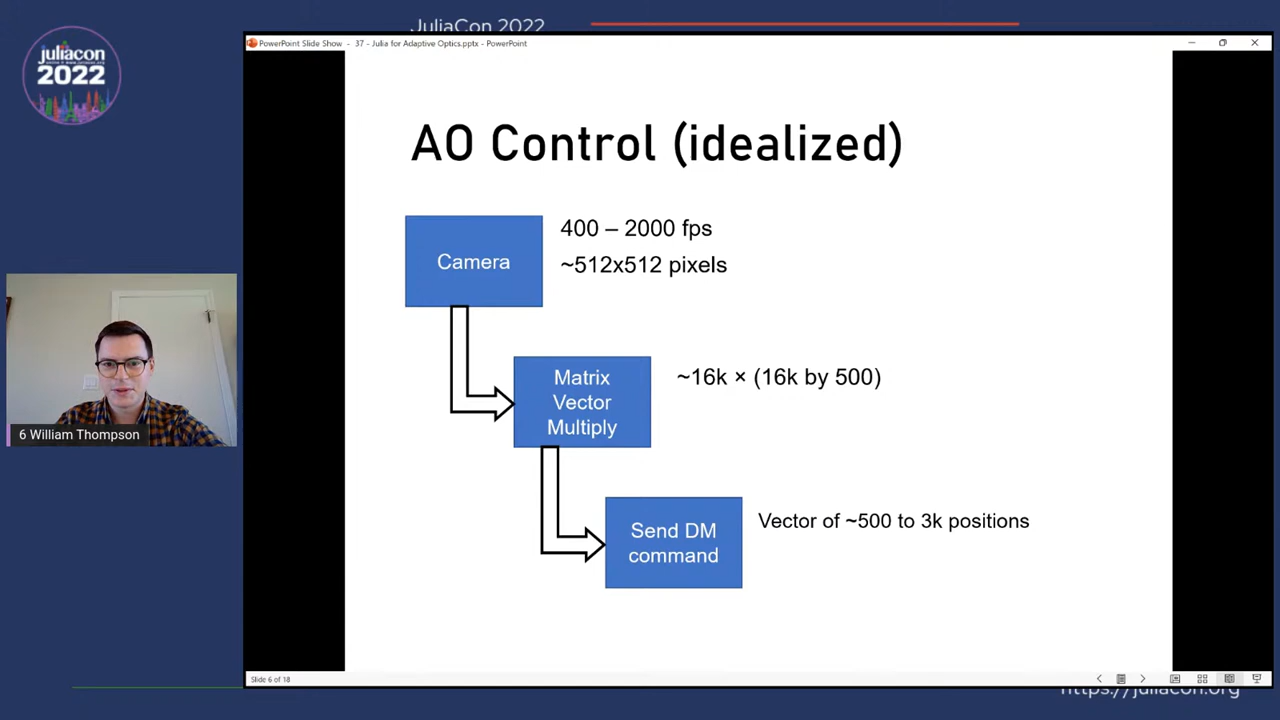 JuliaCon 2022
juliacon
2022
PowerPoint Slide Show - 37 - Julia for Adaptive Optics.pptx - PowerPoint
AO Control (idealized)
Camera
400 – 2000 fps
~512x512 pixels
Matrix
Vector
Multiply
~16k × (16k by 500)
Send DM
command
Vector of ~500 to 3k positions
6 William Thompson
Slide 6 of 18
https://juliacon.org